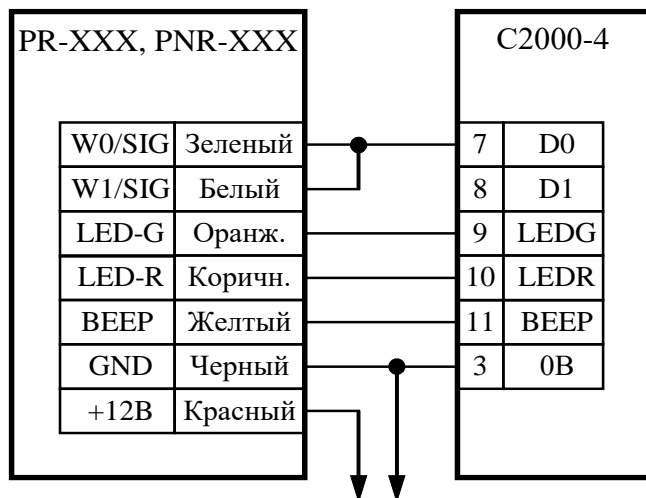 PR-XXX, PNR-XXX C2000-4
W0/SIG Зеленый 7 D0
W1/SIG Белый 8 D1
LED-G Оранж. 9 LEDG
LED-R Коричн. 10 LEDR
BEEP Желтый 11 BEEP
GND Черный 3 0В
+12В Красный